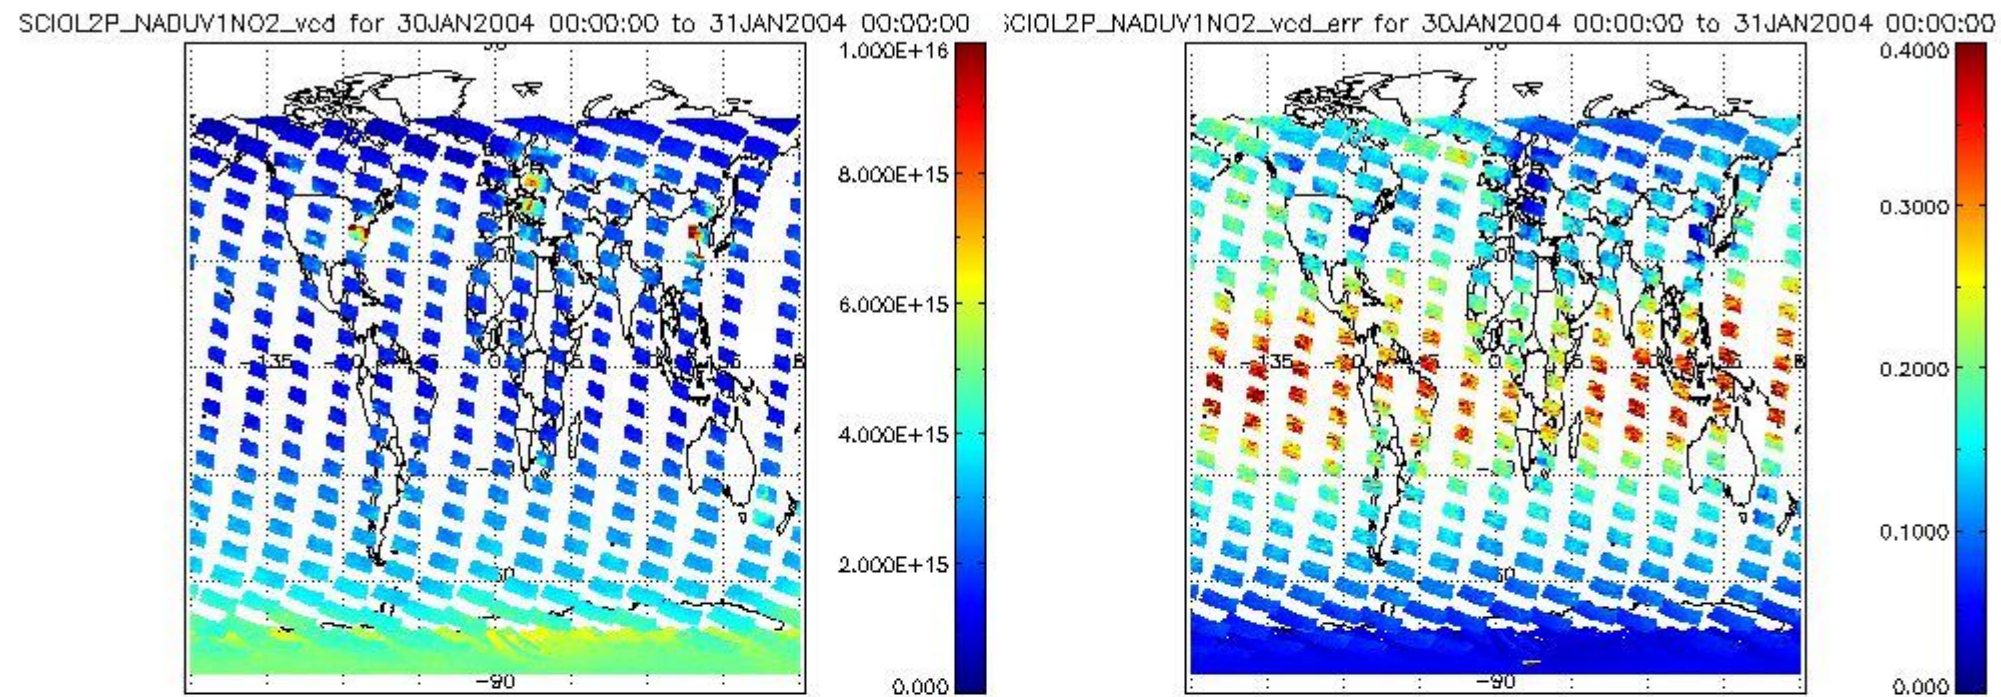 SCIOL2P_NADUV1NO2_vcd for 30JAN2004 00:00:00 to 31JAN2004 00:00:00
1.000E+16
8.000E+15
6.000E+15
4.000E+15
2.000E+15
0.000
-135
0
-90
SCIOL2P_NADUV1NO2_vcd_err for 30JAN2004 00:00:00 to 31JAN2004 00:00:00
0.4000
0.3000
0.2000
0.1000
0.000
-135
0
-90